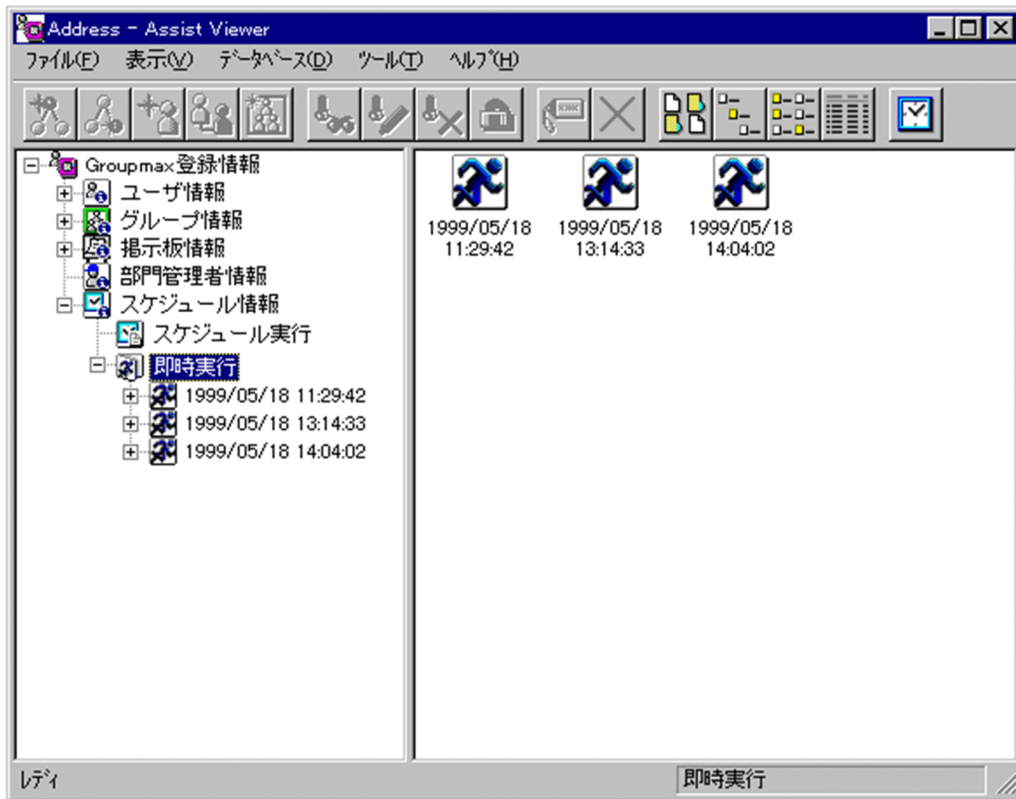 Address - Assist Viewer
ファイル(F) 表示(V) データベース(D) ツール(T) ヘルプ(H)
Groupmax登録情報
ユーザ情報
グループ情報
掲示板情報
部門管理者情報
スケジュール情報
スケジュール実行
即時実行
1999/05/18 11:29:42
1999/05/18 13:14:33
1999/05/18 14:04:02
1999/05/18
11:29:42
1999/05/18
13:14:33
1999/05/18
14:04:02
レディ
即時実行